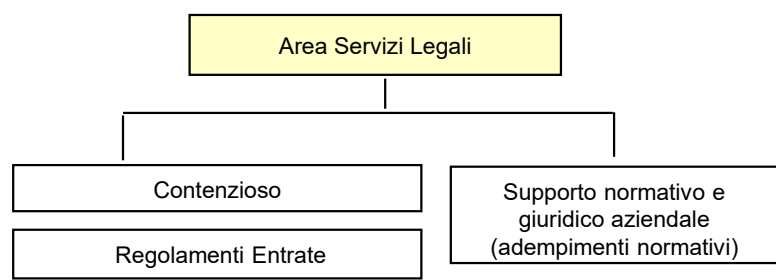 Area Servizi Legali
Contenzioso
Regolamenti Entrate
Supporto normativo e
giuridico aziendale
(adempimenti normativi)